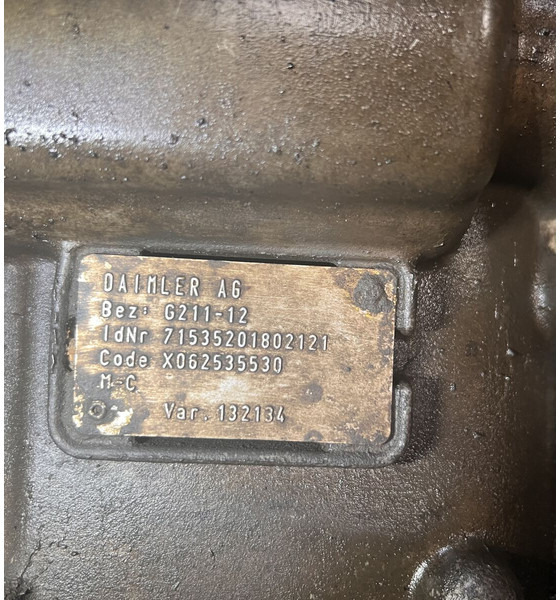 DAIMLER AG
Bez: G211-12
IdNr 71535201802121
Code X062535530
M-C
Var. 132134